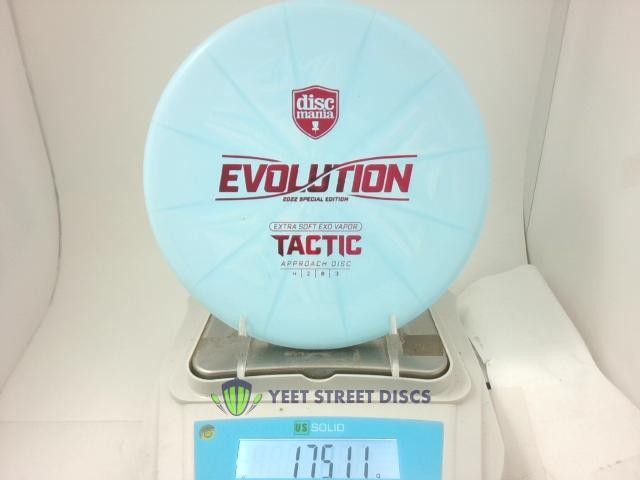 disc
mania
EVOLUTION
2022 SPECIAL EDITION
EXTRA SOFT EXO VAPOR
TACTIC
APPROACH DISC
4 | 2 | 0 | 3
YEET STREET DISCS
US SOLID
175.11 g